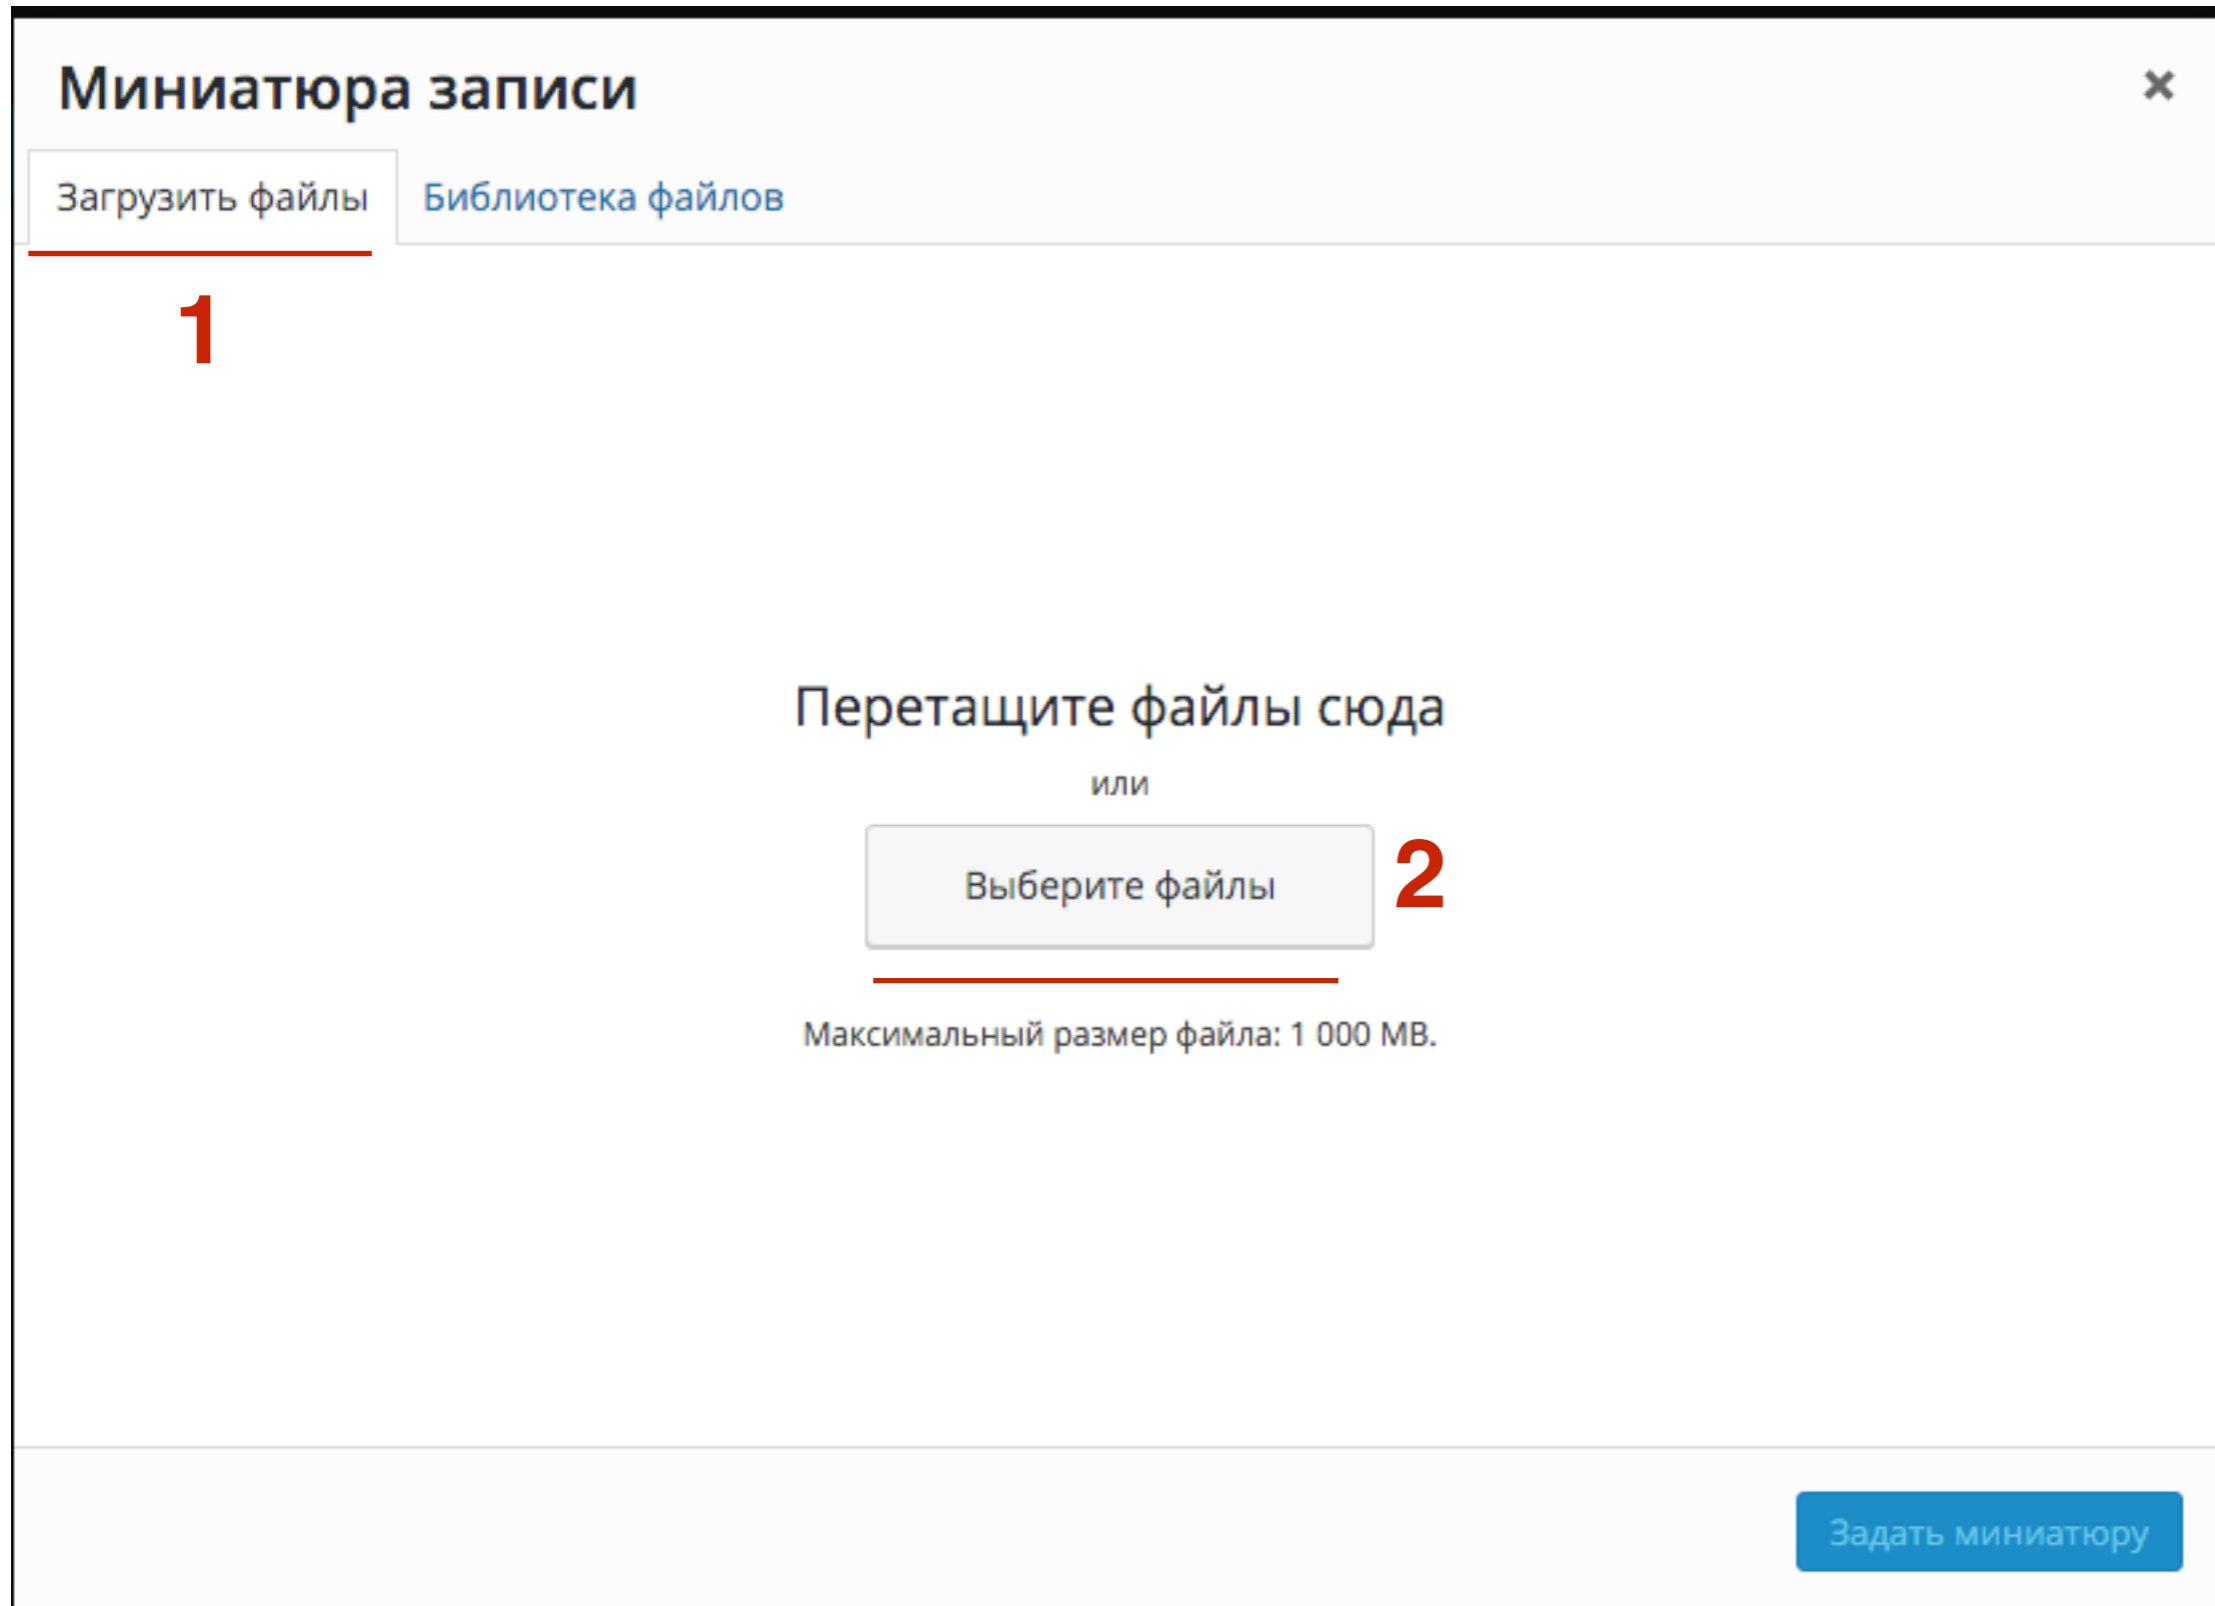 Миниатюра записи
Загрузить файлы Библиотека файлов
1
Перетащите файлы сюда
или
Выберите файлы 2
Максимальный размер файла: 1 000 MB.
Задать миниатюру